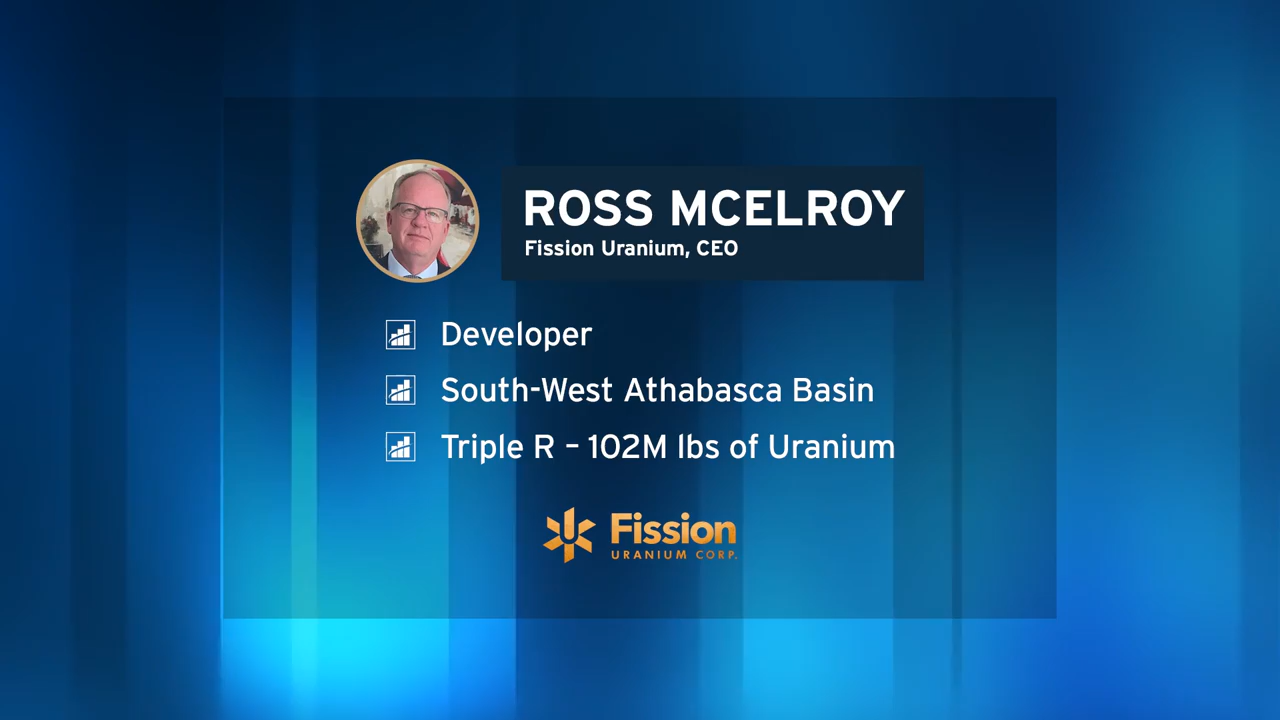 ROSS MCELROY
Fission Uranium, CEO
Developer
South-West Athabasca Basin
Triple R – 102M lbs of Uranium
Fission
URANIUM CORP.